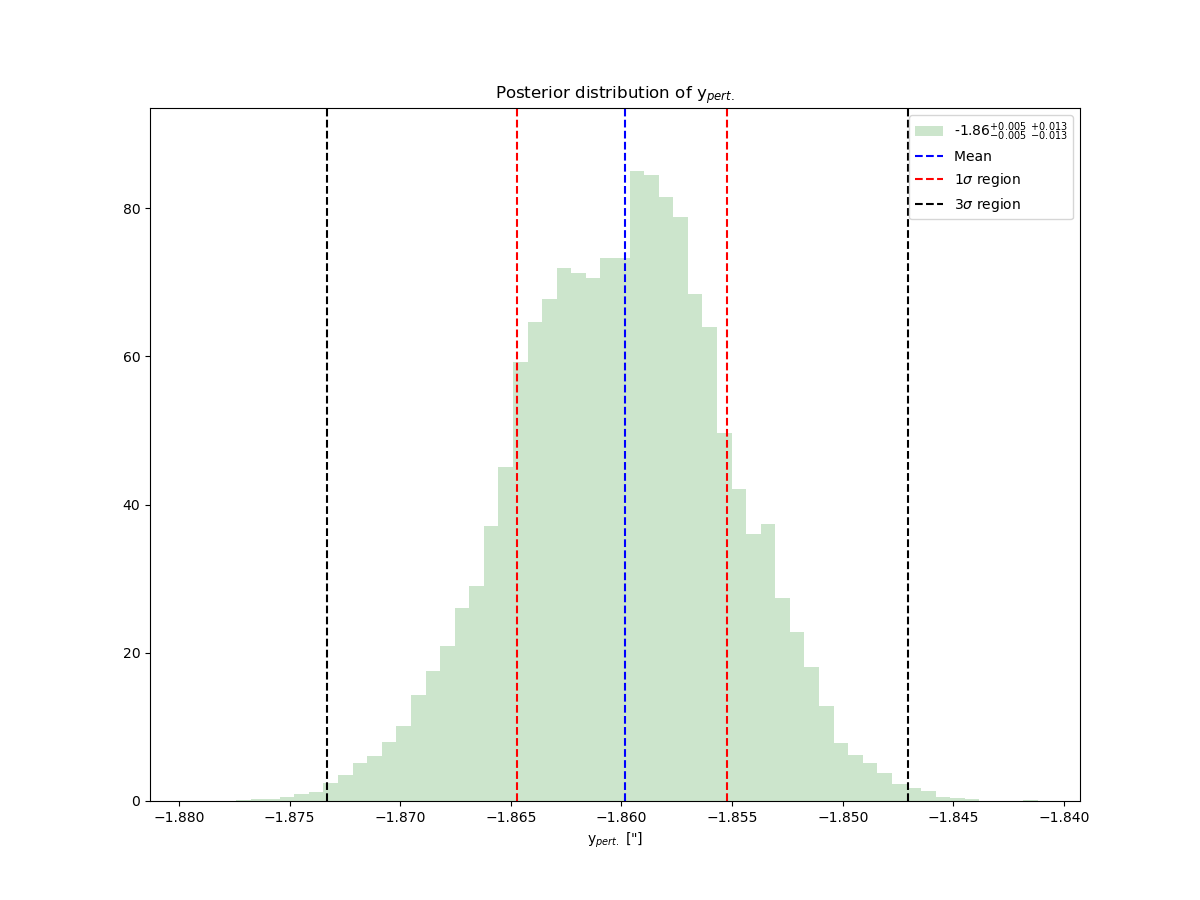 Posterior distribution of y_pert.
-1.86^{+0.005 +0.013}_{−0.005 −0.013}
Mean
1σ region
3σ region
80
60
40
20
0
−1.880 −1.875 −1.870 −1.865 −1.860 −1.855 −1.850 −1.845 −1.840
y_pert. ["]